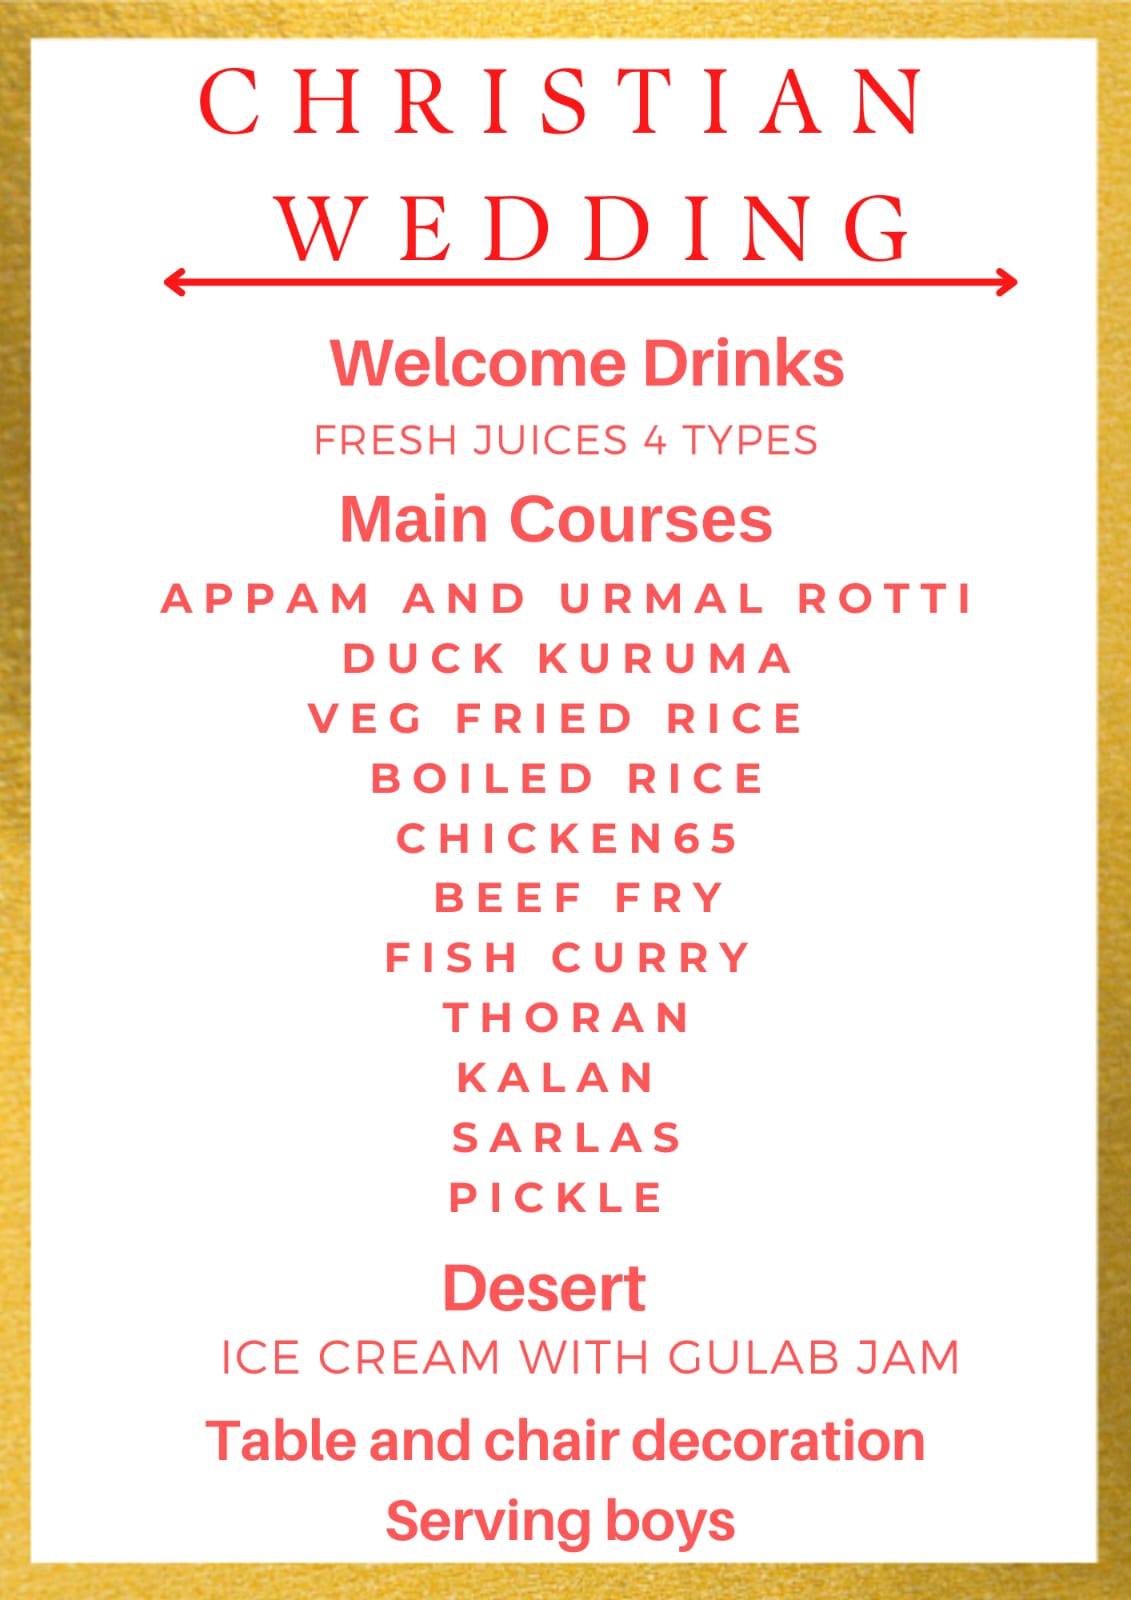 CHRISTIAN
WEDDING
Welcome Drinks
FRESH JUICES 4 TYPES
Main Courses
APPAM AND URMAL ROTTI
DUCK KURUMA
VEG FRIED RICE
BOILED RICE
CHICKEN65
BEEF FRY
FISH CURRY
THORAN
KALAN
SARLAS
PICKLE
Desert
ICE CREAM WITH GULAB JAM
Table and chair decoration
Serving boys